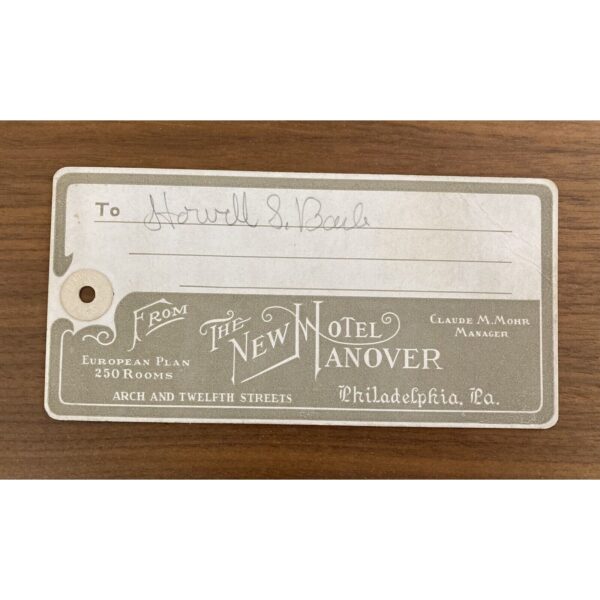 To Howell S.
From
The New Hotel Hanover
Claude M. Mohr
Manager
European Plan
250 Rooms
Arch and Twelfth Streets
Philadelphia, Pa.